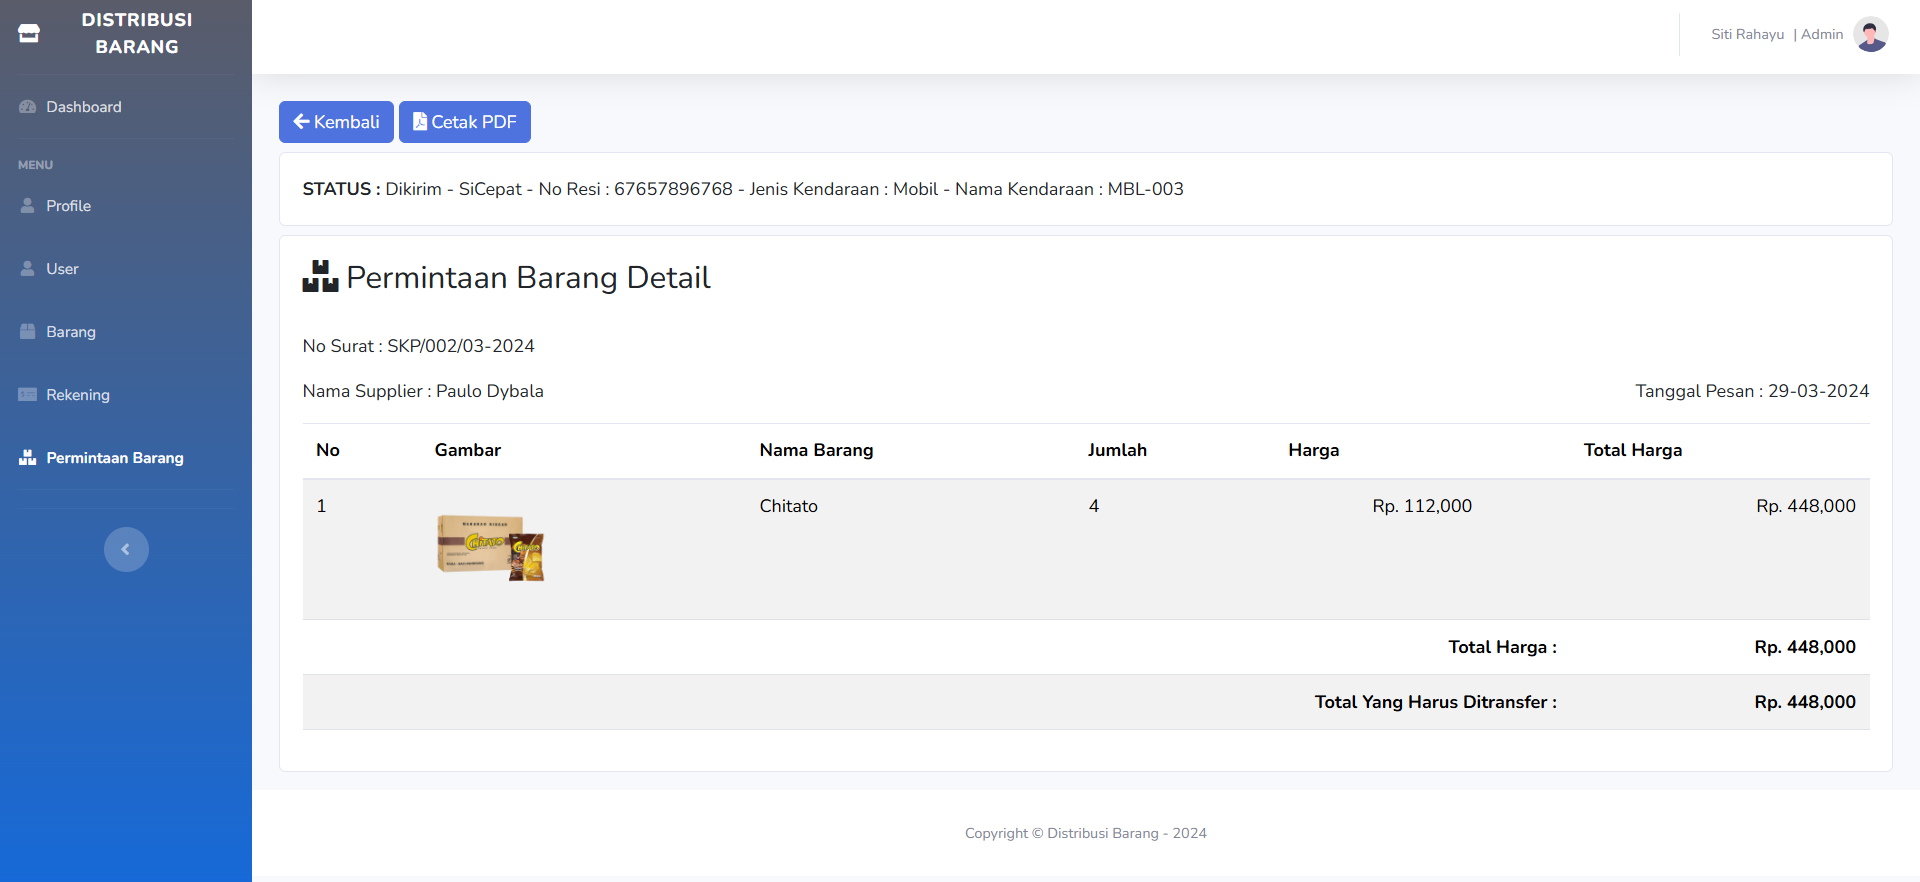 DISTRIBUSI
BARANG
Siti Rahayu | Admin
Dashboard
MENU
Profile
User
Barang
Rekening
Permintaan Barang
Kembali
Cetak PDF
STATUS : Dikirim - SiCepat - No Resi : 67657896768 - Jenis Kendaraan : Mobil - Nama Kendaraan : MBL-003
Permintaan Barang Detail
No Surat : SKP/002/03-2024
Nama Supplier : Paulo Dybala
Tanggal Pesan : 29-03-2024
No Gambar Nama Barang Jumlah Harga Total Harga
1 Chitato 4 Rp. 112,000 Rp. 448,000
CHITATO
Total Harga : Rp. 448,000
Total Yang Harus Ditransfer : Rp. 448,000
Copyright © Distribusi Barang - 2024